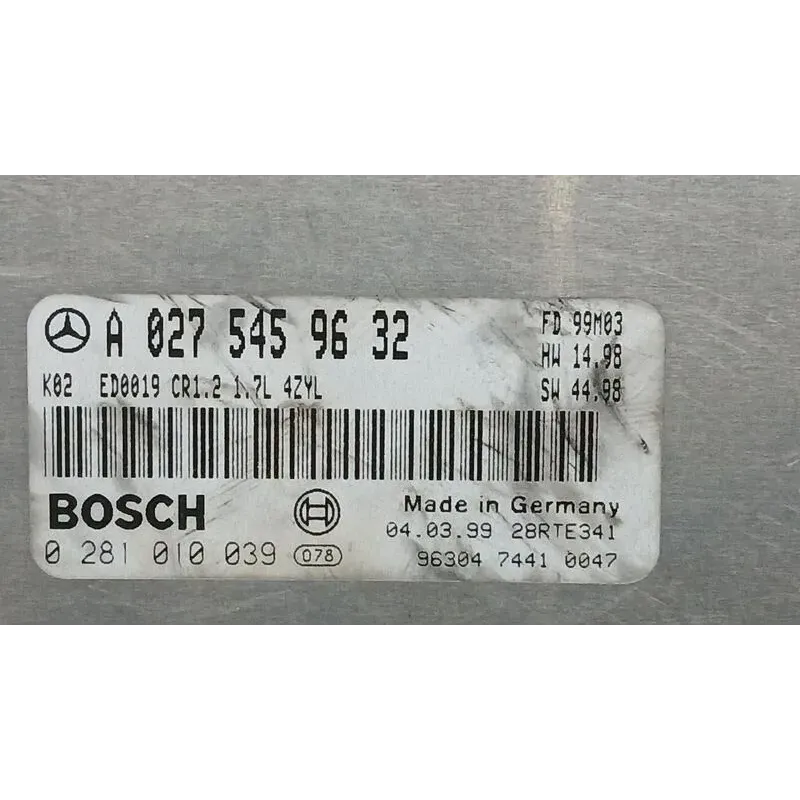 A 027 545 96 32 FD 99M03
HW 14.98
K02 ED0019 CR1.2 1.7L 4ZYL SW 44.98
BOSCH Made in Germany
04.03.99 28RTE341
0 281 010 039 078 96304 7441 0047